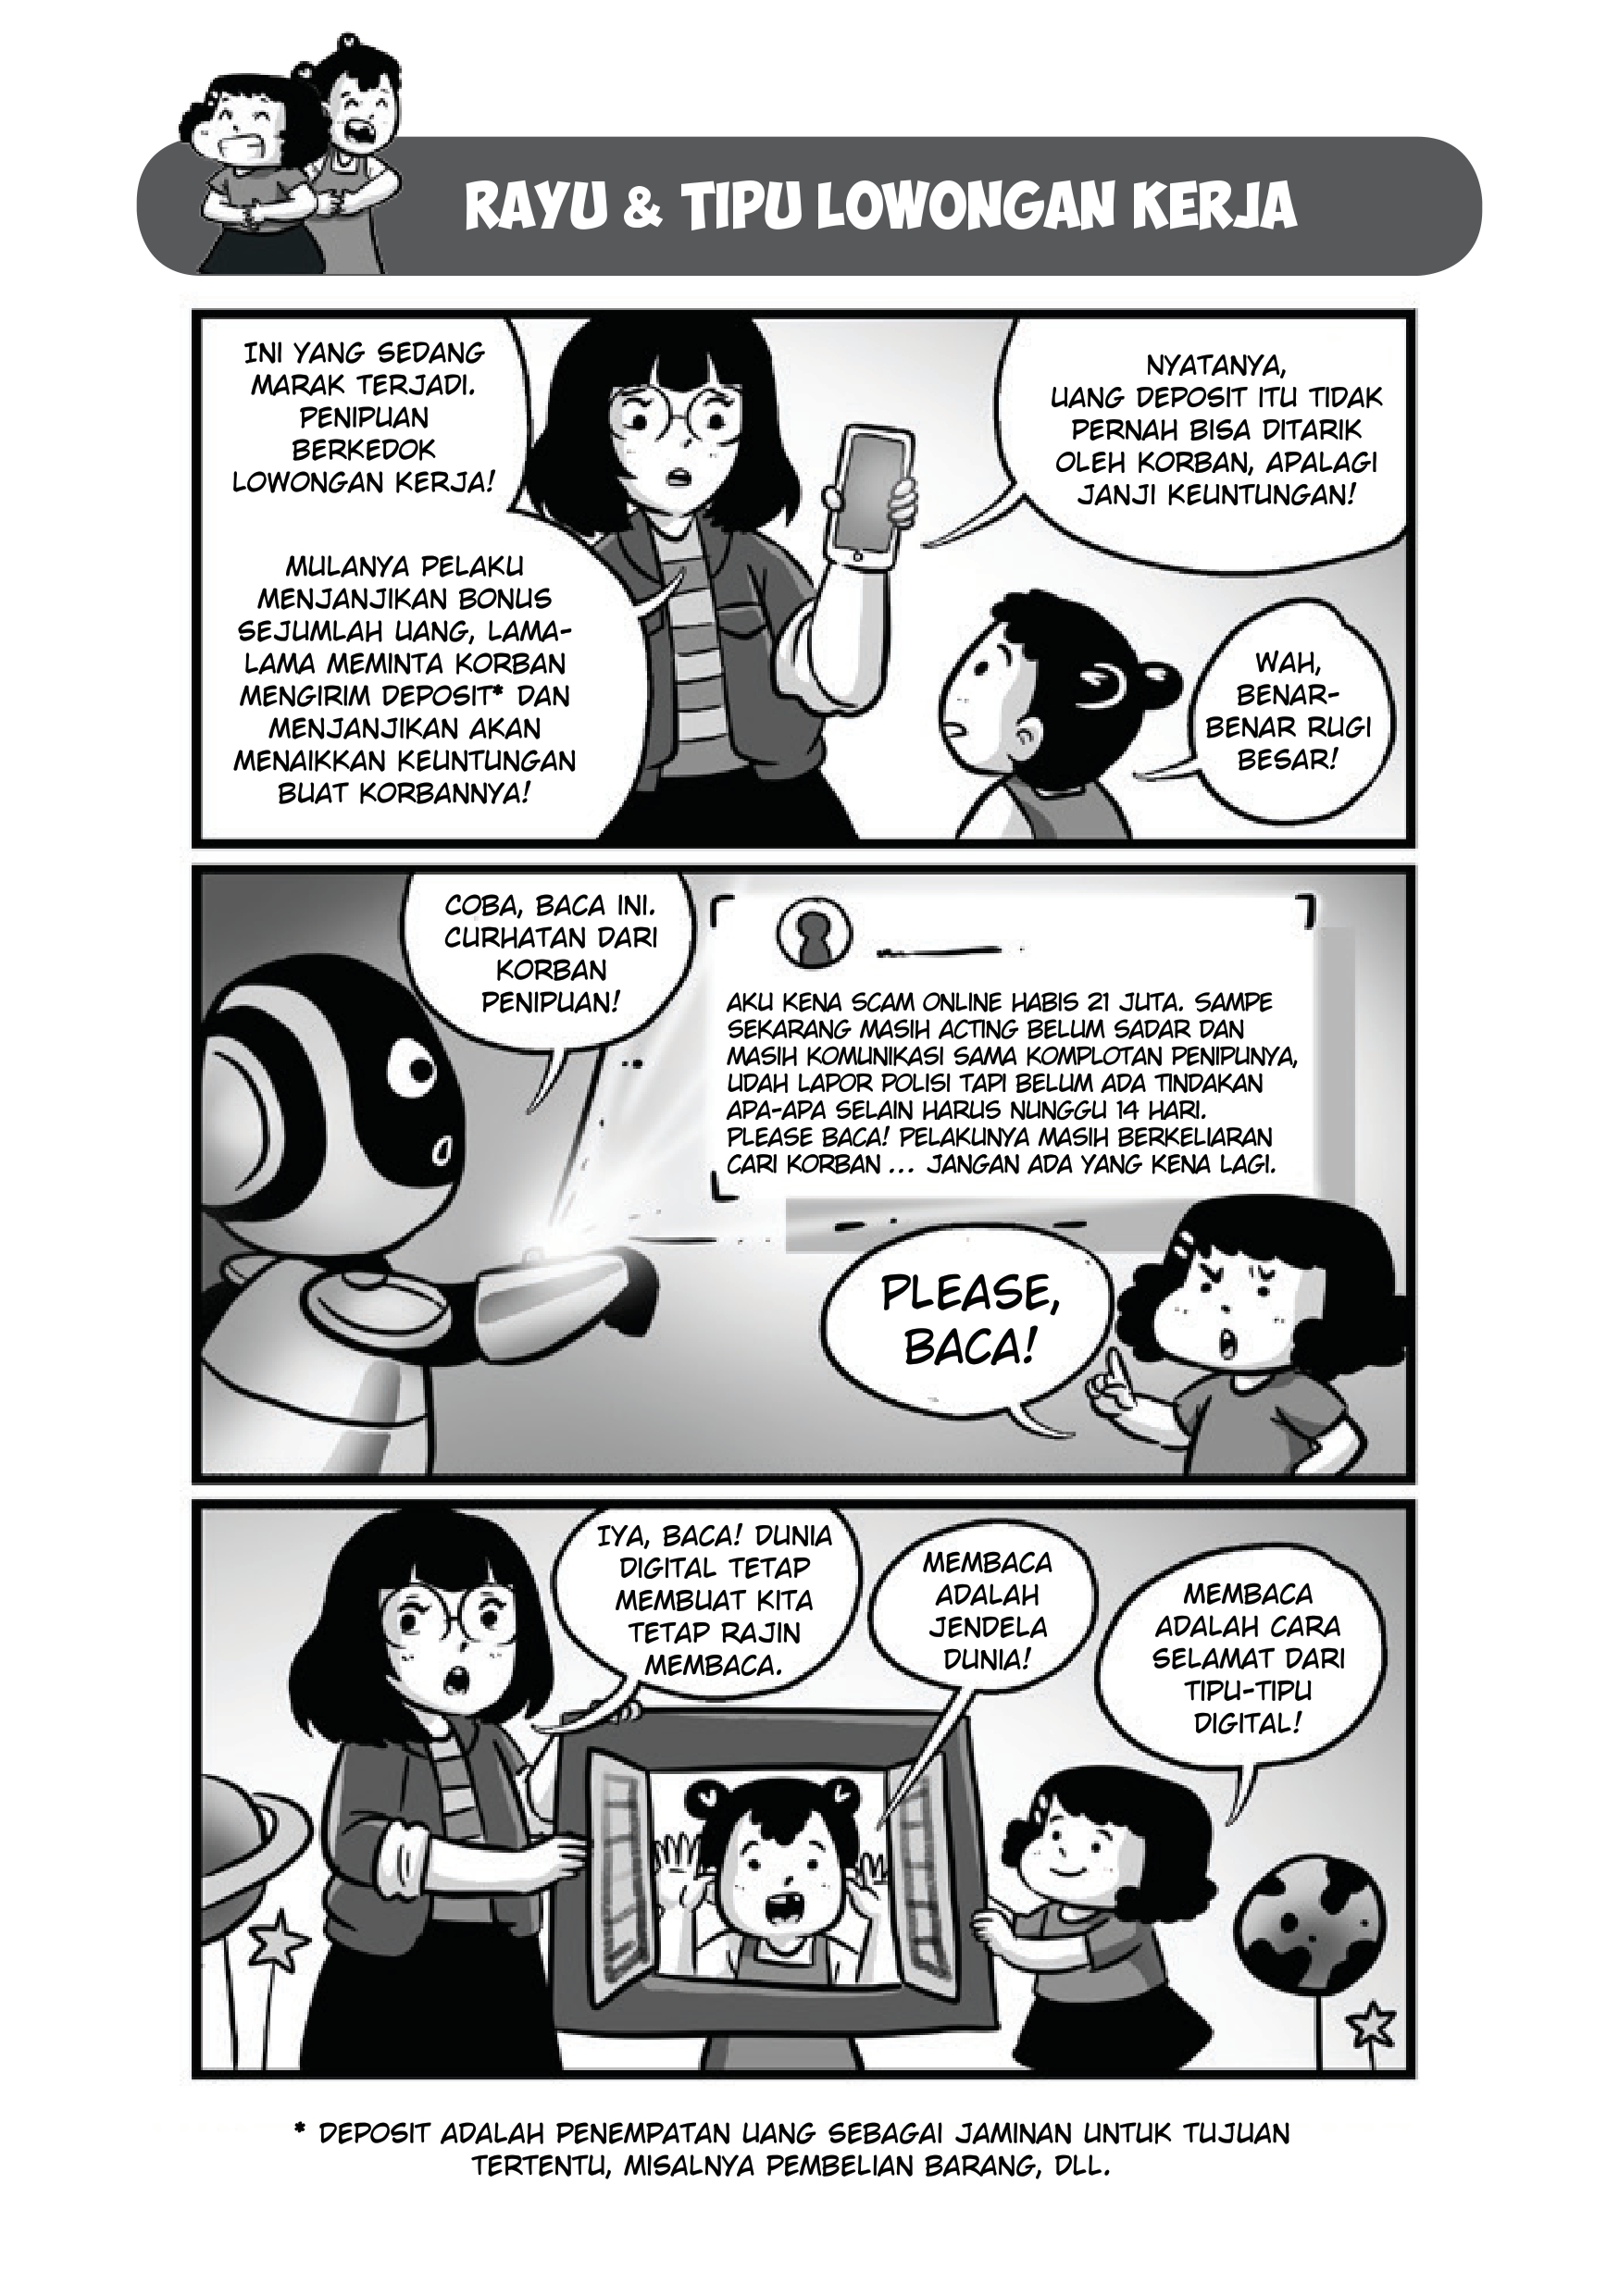 RAYU & TIPU LOWONGAN KERJA
INI YANG SEDANG
MARAK TERJADI.
PENIPUAN
BERKEDOK
LOWONGAN KERJA!
MULANYA PELAKU
MENJANJIKAN BONUS
SEJUMLAH UANG, LAMA-
LAMA MEMINTA KORBAN
MENGIRIM DEPOSIT* DAN
MENJANJIKAN AKAN
MENAIKKAN KEUNTUNGAN
BUAT KORBANNYA!
NYATANYA,
UANG DEPOSIT ITU TIDAK
PERNAH BISA DITARIK
OLEH KORBAN, APALAGI
JANJI KEUNTUNGAN!
WAH,
BENAR-
BENAR RUGI
BESAR!
COBA, BACA INI.
CURHATAN DARI
KORBAN
PENIPUAN!
AKU KENA SCAM ONLINE HABIS 21 JUTA. SAMPE
SEKARANG MASIH ACTING BELUM SADAR DAN
MASIH KOMUNIKASI SAMA KOMPLOTAN PENIPUNYA,
UDAH LAPOR POLISI TAPI BELUM ADA TINDAKAN
APA-APA SELAIN HARUS NUNGGU 14 HARI.
PLEASE BACA! PELAKUNYA MASIH BERKELIARAN
CARI KORBAN ... JANGAN ADA YANG KENA LAGI.
PLEASE,
BACA!
IYA, BACA! DUNIA
DIGITAL TETAP
MEMBUAT KITA
TETAP RAJIN
MEMBACA.
MEMBACA
ADALAH
JENDELA
DUNIA!
MEMBACA
ADALAH CARA
SELAMAT DARI
TIPU-TIPU
DIGITAL!
* DEPOSIT ADALAH PENEMPATAN UANG SEBAGAI JAMINAN UNTUK TUJUAN
TERTENTU, MISALNYA PEMBELIAN BARANG, DLL.